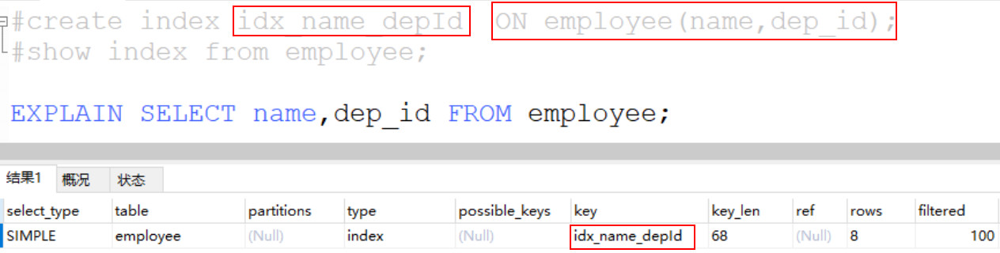 #create index idx_name_depId ON employee(name,dep_id);
#show index from employee;
EXPLAIN SELECT name,dep_id FROM employee;
结果1 概况 状态
select_type table partitions type possible_keys key key_len ref rows filtered
SIMPLE employee (Null) index (Null) idx_name_depId 68 (Null) 8 100